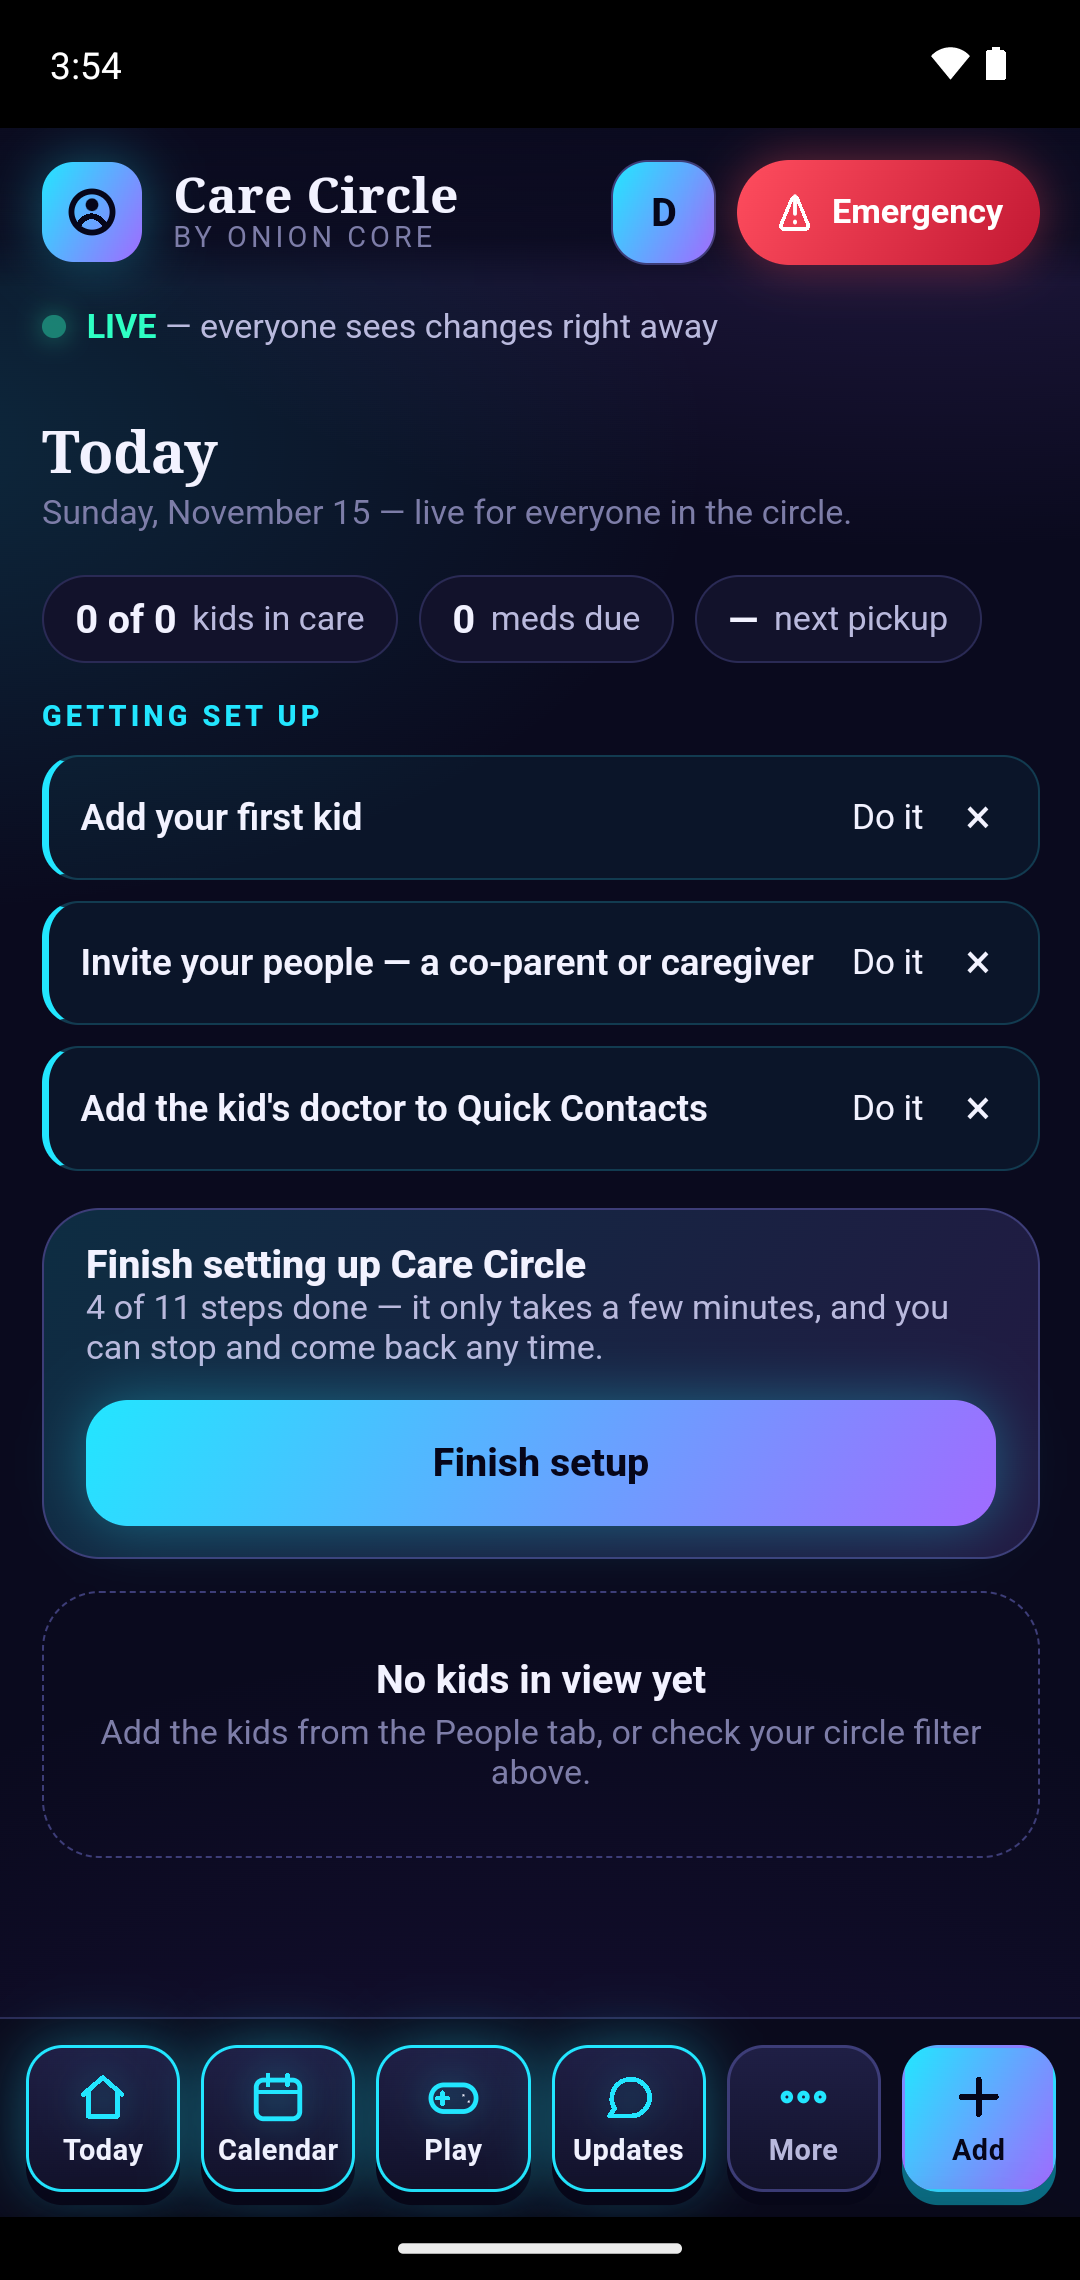 3:54
Care Circle
BY ONION CORE
D
Emergency
LIVE — everyone sees changes right away
Today
Sunday, November 15 — live for everyone in the circle.
0 of 0 kids in care
0 meds due
— next pickup
GETTING SET UP
Add your first kid Do it ×
Invite your people — a co-parent or caregiver Do it ×
Add the kid's doctor to Quick Contacts Do it ×
Finish setting up Care Circle
4 of 11 steps done — it only takes a few minutes, and you
can stop and come back any time.
Finish setup
No kids in view yet
Add the kids from the People tab, or check your circle filter
above.
Today
Calendar
Play
Updates
More
Add